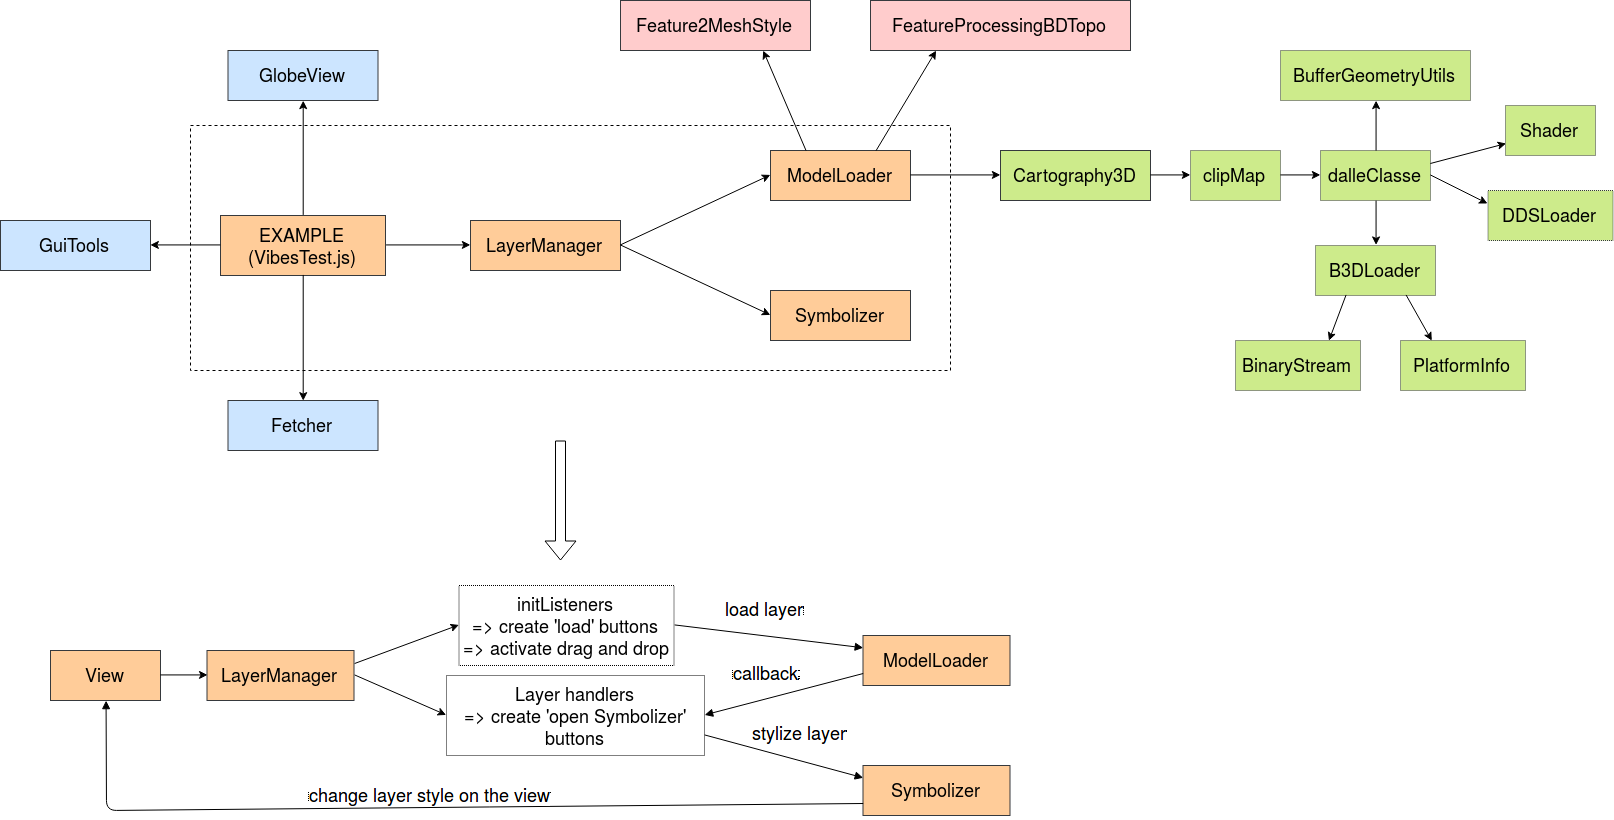 Feature2MeshStyle
FeatureProcessingBDTopo
GlobeView
BufferGeometryUtils
Shader
ModelLoader
Cartography3D
clipMap
dalleClasse
DDSLoader
GuiTools
EXAMPLE
(VibesTest.js)
LayerManager
B3DLoader
Symbolizer
BinaryStream
PlatformInfo
Fetcher
initListeners
=> create 'load' buttons
=> activate drag and drop
load layer
ModelLoader
View
LayerManager
callback
Layer handlers
=> create 'open Symbolizer'
buttons
stylize layer
Symbolizer
change layer style on the view